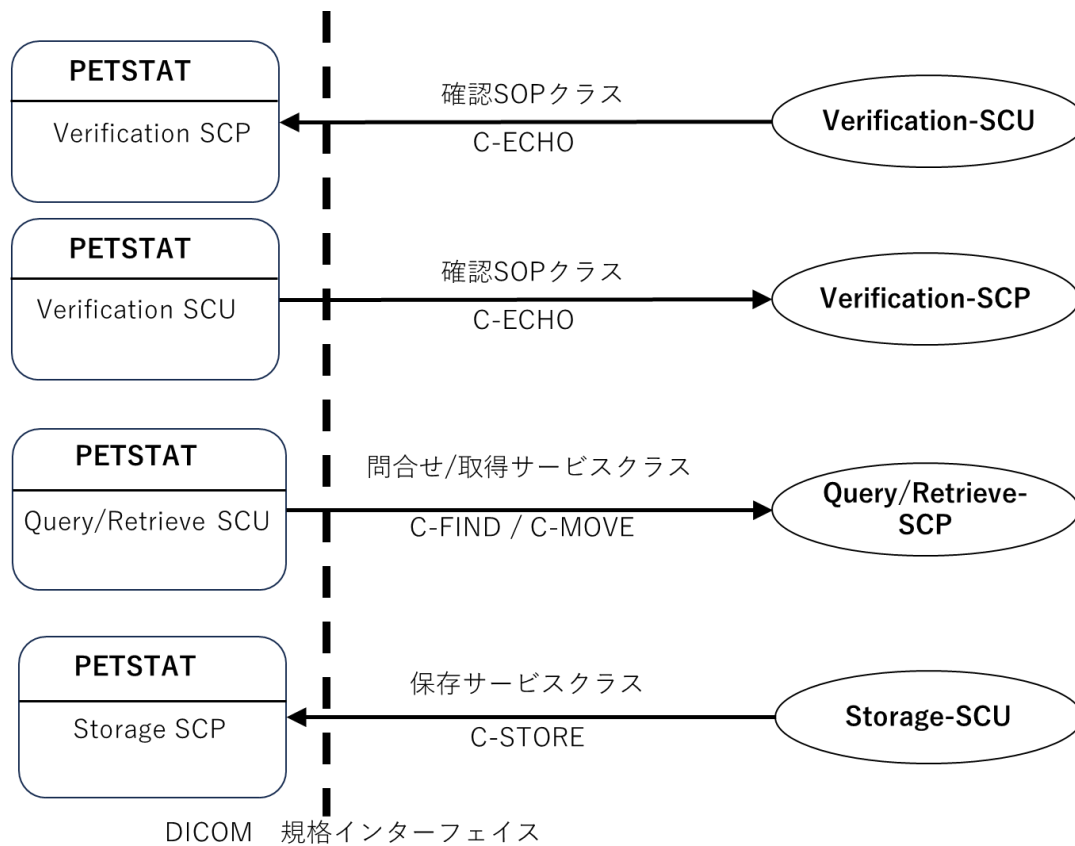 PETSTAT
Verification SCP
確認SOPクラス
C-ECHO
Verification-SCU
PETSTAT
Verification SCU
確認SOPクラス
C-ECHO
Verification-SCP
PETSTAT
Query/Retrieve SCU
問合せ/取得サービスクラス
C-FIND / C-MOVE
Query/Retrieve-
SCP
PETSTAT
Storage SCP
保存サービスクラス
C-STORE
Storage-SCU
DICOM 規格インターフェイス